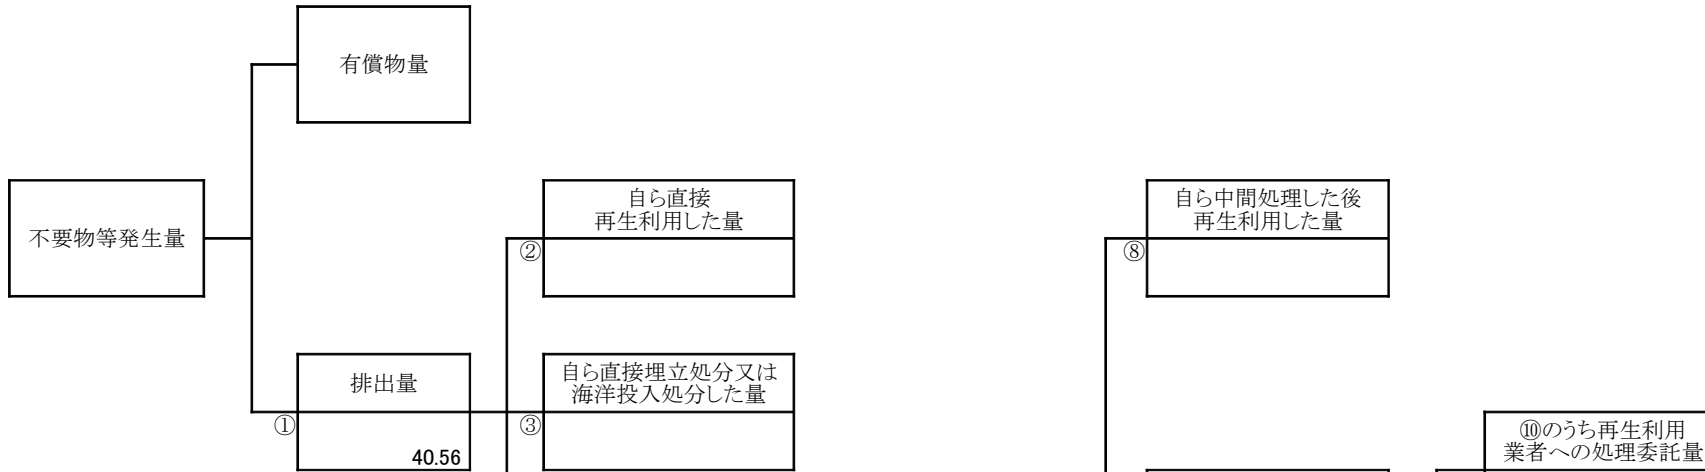 有償物量
不要物等発生量
自ら直接
再生利用した量
②
自ら中間処理した後
再生利用した量
⑧
排出量
①
40.56
自ら直接埋立処分又は
海洋投入処分した量
③
⑩のうち再生利用
業者への処理委託量